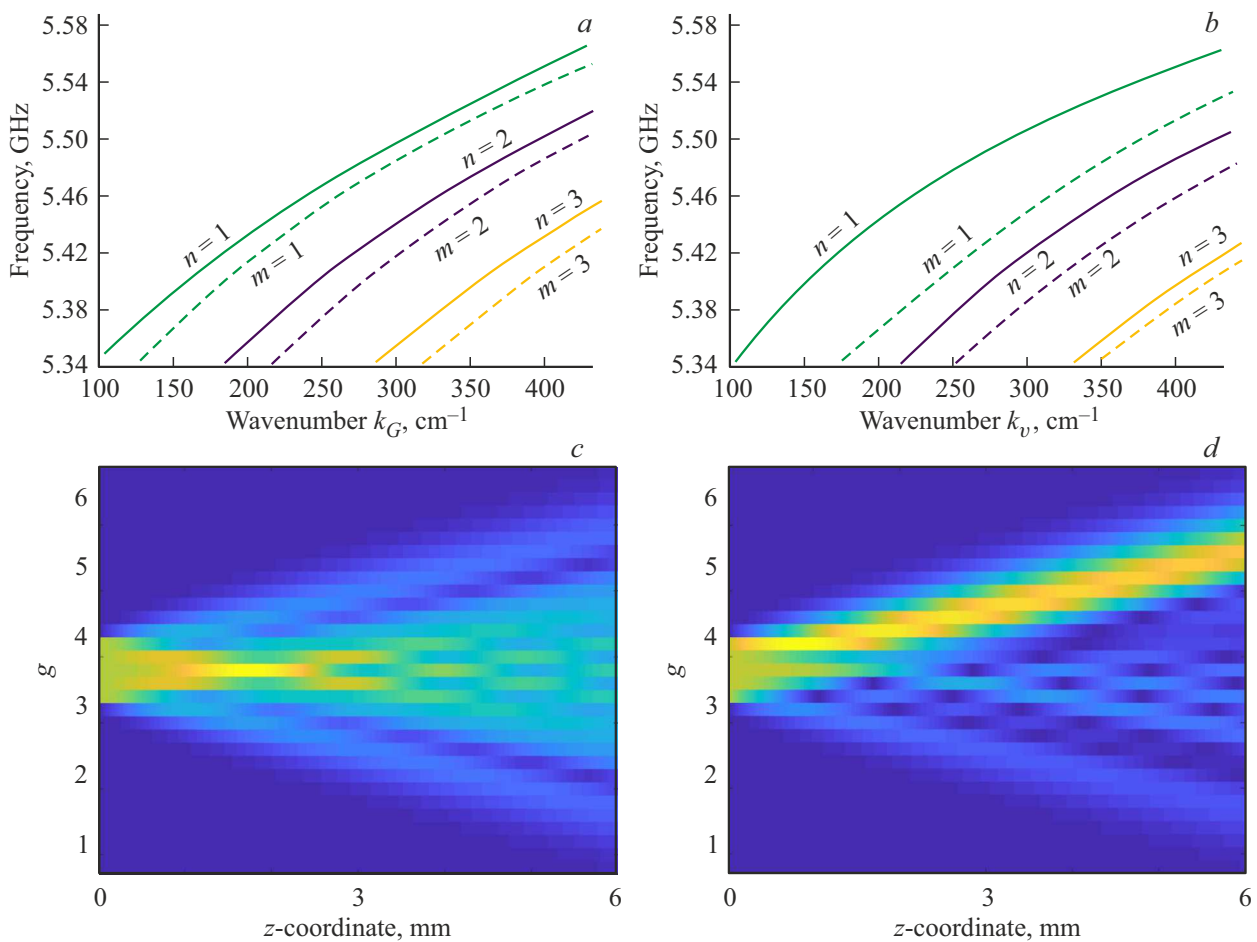 a
5.58
5.54
5.50
5.46
5.42
5.38
5.34
Frequency, GHz
n = 1
m = 1
n = 2
m = 2
n = 3
m = 3
100 150 200 250 300 350 400
Wavenumber k_G, cm⁻¹
b
5.58
5.54
5.50
5.46
5.42
5.38
5.34
Frequency, GHz
n = 1
m = 1
n = 2
m = 2
n = 3
m = 3
100 150 200 250 300 350 400
Wavenumber k_v, cm⁻¹
c
6
5
4
3
2
1
g
0 3 6
z-coordinate, mm
d
6
5
4
3
2
1
g
0 3 6
z-coordinate, mm